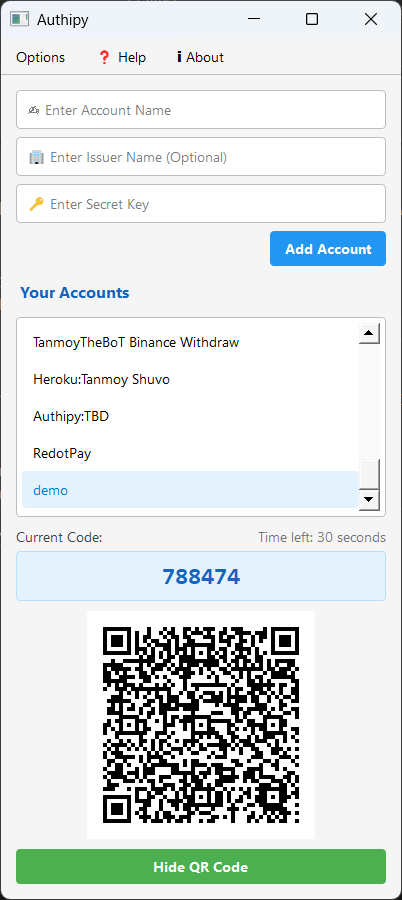 Authipy
Options ❓ Help ℹ About
✍ Enter Account Name
🏢 Enter Issuer Name (Optional)
🔑 Enter Secret Key
Add Account
Your Accounts
TanmoyTheBoT Binance Withdraw
Heroku:Tanmoy Shuvo
Authipy:TBD
RedotPay
demo
Current Code: Time left: 30 seconds
788474
Hide QR Code